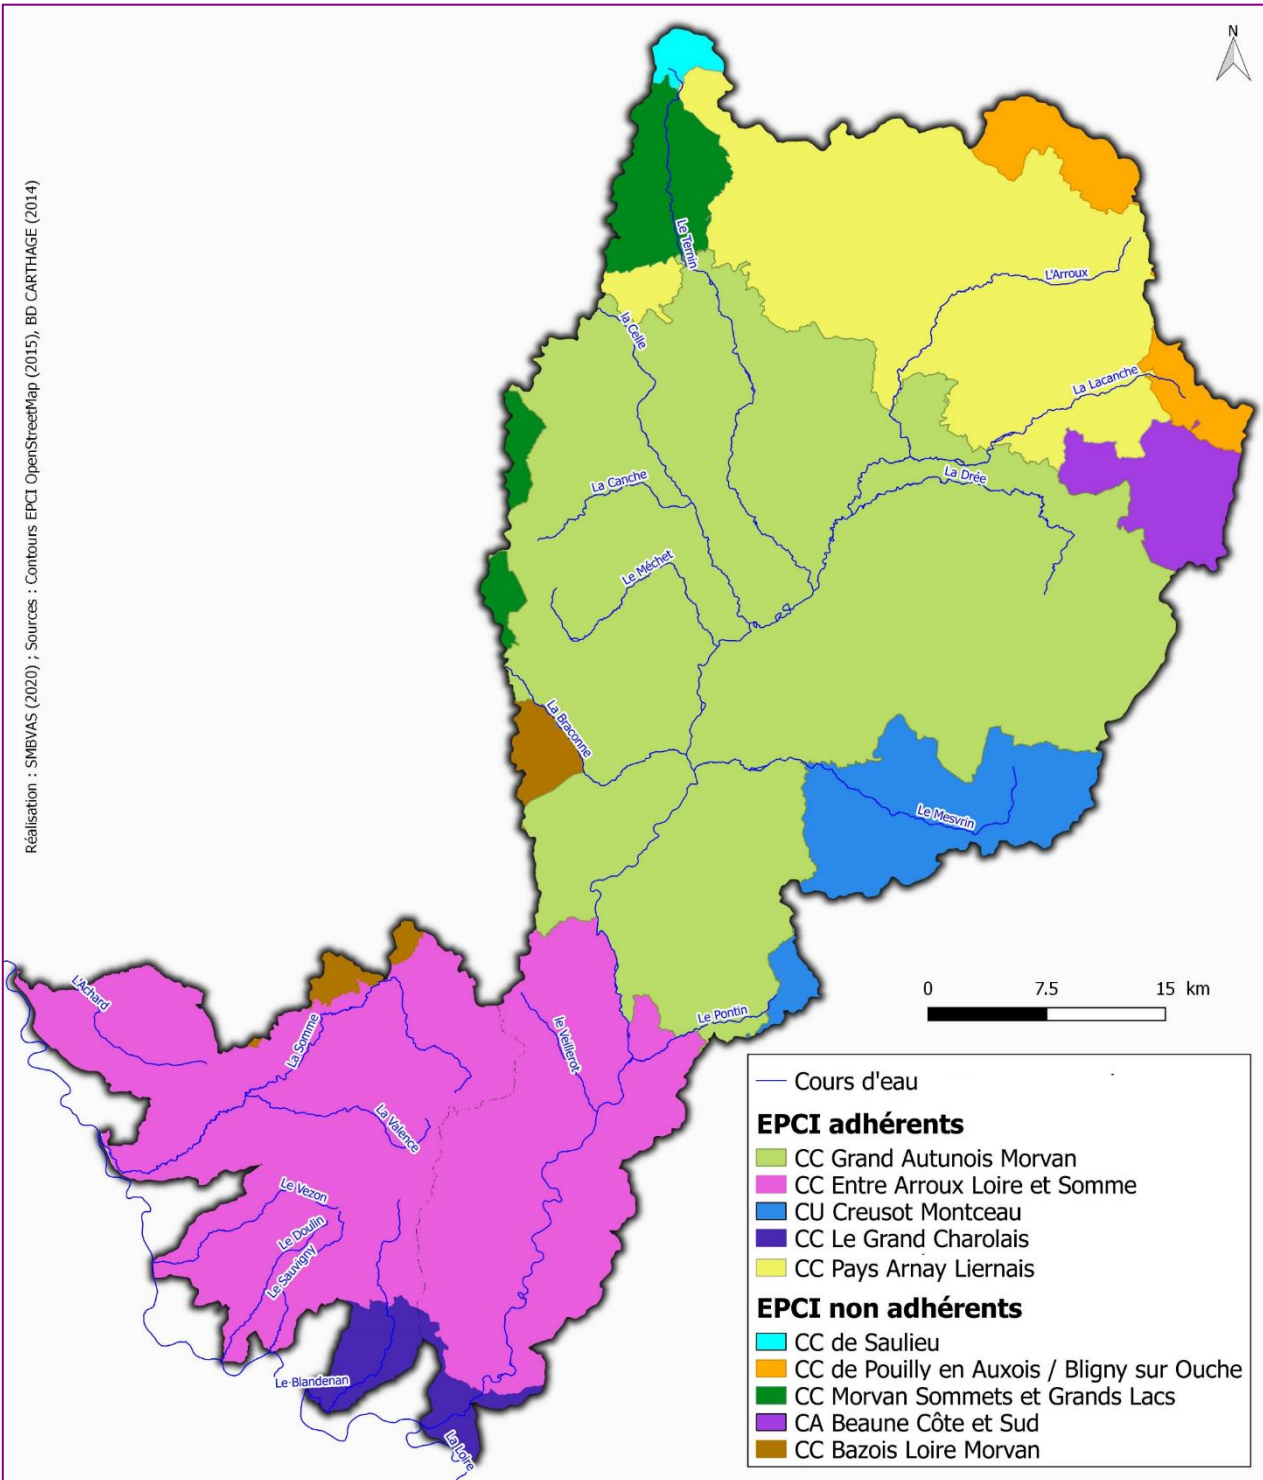 N
Réalisation : SMBVAS (2020) ; Sources : Contours EPCI OpenStreetMap (2015), BD CARTHAGE (2014)
Le Ternin
L'Arroux
la Celle
La Lacanche
La Canche
La Drée
Le Méchet
La Braconne
Le Mesvrin
L'Achard
La Somme
le Veillerot
Le Pontin
La Valence
Le Vezon
Le Doulin
Le Sauvigny
Le Blandenan
La Loire
0 7.5 15 km
Cours d'eau
EPCI adhérents
CC Grand Autunois Morvan
CC Entre Arroux Loire et Somme
CU Creusot Montceau
CC Le Grand Charolais
CC Pays Arnay Liernais
EPCI non adhérents
CC de Saulieu
CC de Pouilly en Auxois / Bligny sur Ouche
CC Morvan Sommets et Grands Lacs
CA Beaune Côte et Sud
CC Bazois Loire Morvan